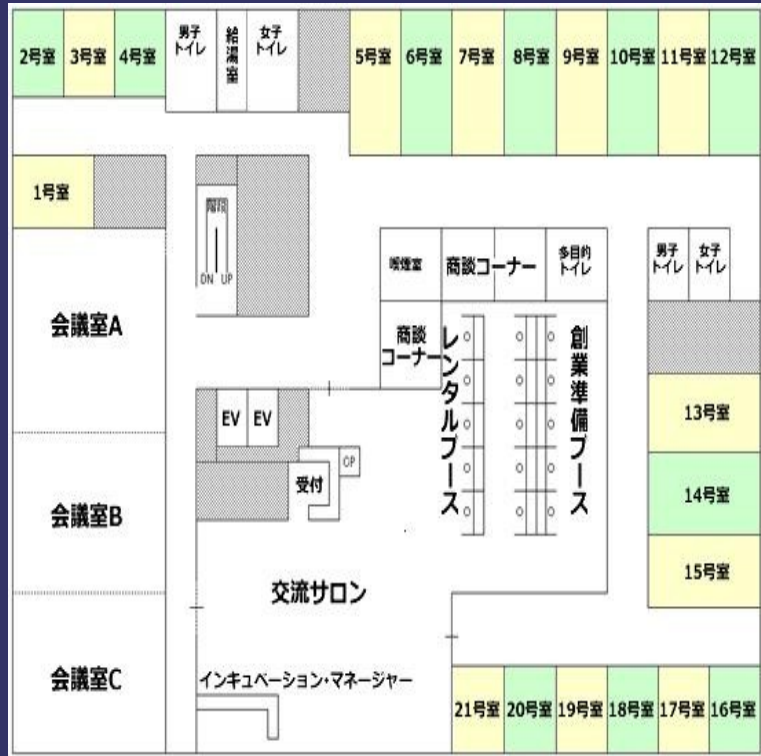 2号室
3号室
4号室
男子
トイレ
給湯室
女子
トイレ
5号室
6号室
7号室
8号室
9号室
10号室
11号室
12号室
1号室
階段
DN UP
喫煙室
商談コーナー
多目的
トイレ
男子
トイレ
女子
トイレ
会議室A
商談
コーナー
レンタルブース
創業準備ブース
13号室
EV
EV
受付
CP
14号室
会議室B
15号室
交流サロン
会議室C
インキュベーション・マネージャー
21号室
20号室
19号室
18号室
17号室
16号室